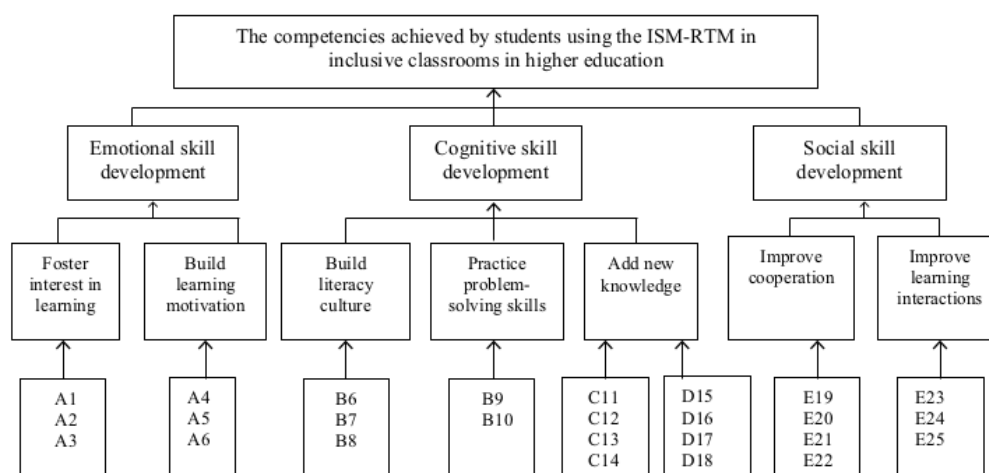 The competencies achieved by students using the ISM-RTM in
inclusive classrooms in higher education
Emotional skill
development
Cognitive skill
development
Social skill
development
Foster
interest in
learning
Build
learning
motivation
Build
literacy
culture
Practice
problem-
solving skills
Add new
knowledge
Improve
cooperation
Improve
learning
interactions
A1
A2
A3
A4
A5
A6
B6
B7
B8
B9
B10
C11
C12
C13
C14
D15
D16
D17
D18
E19
E20
E21
E22
E23
E24
E25